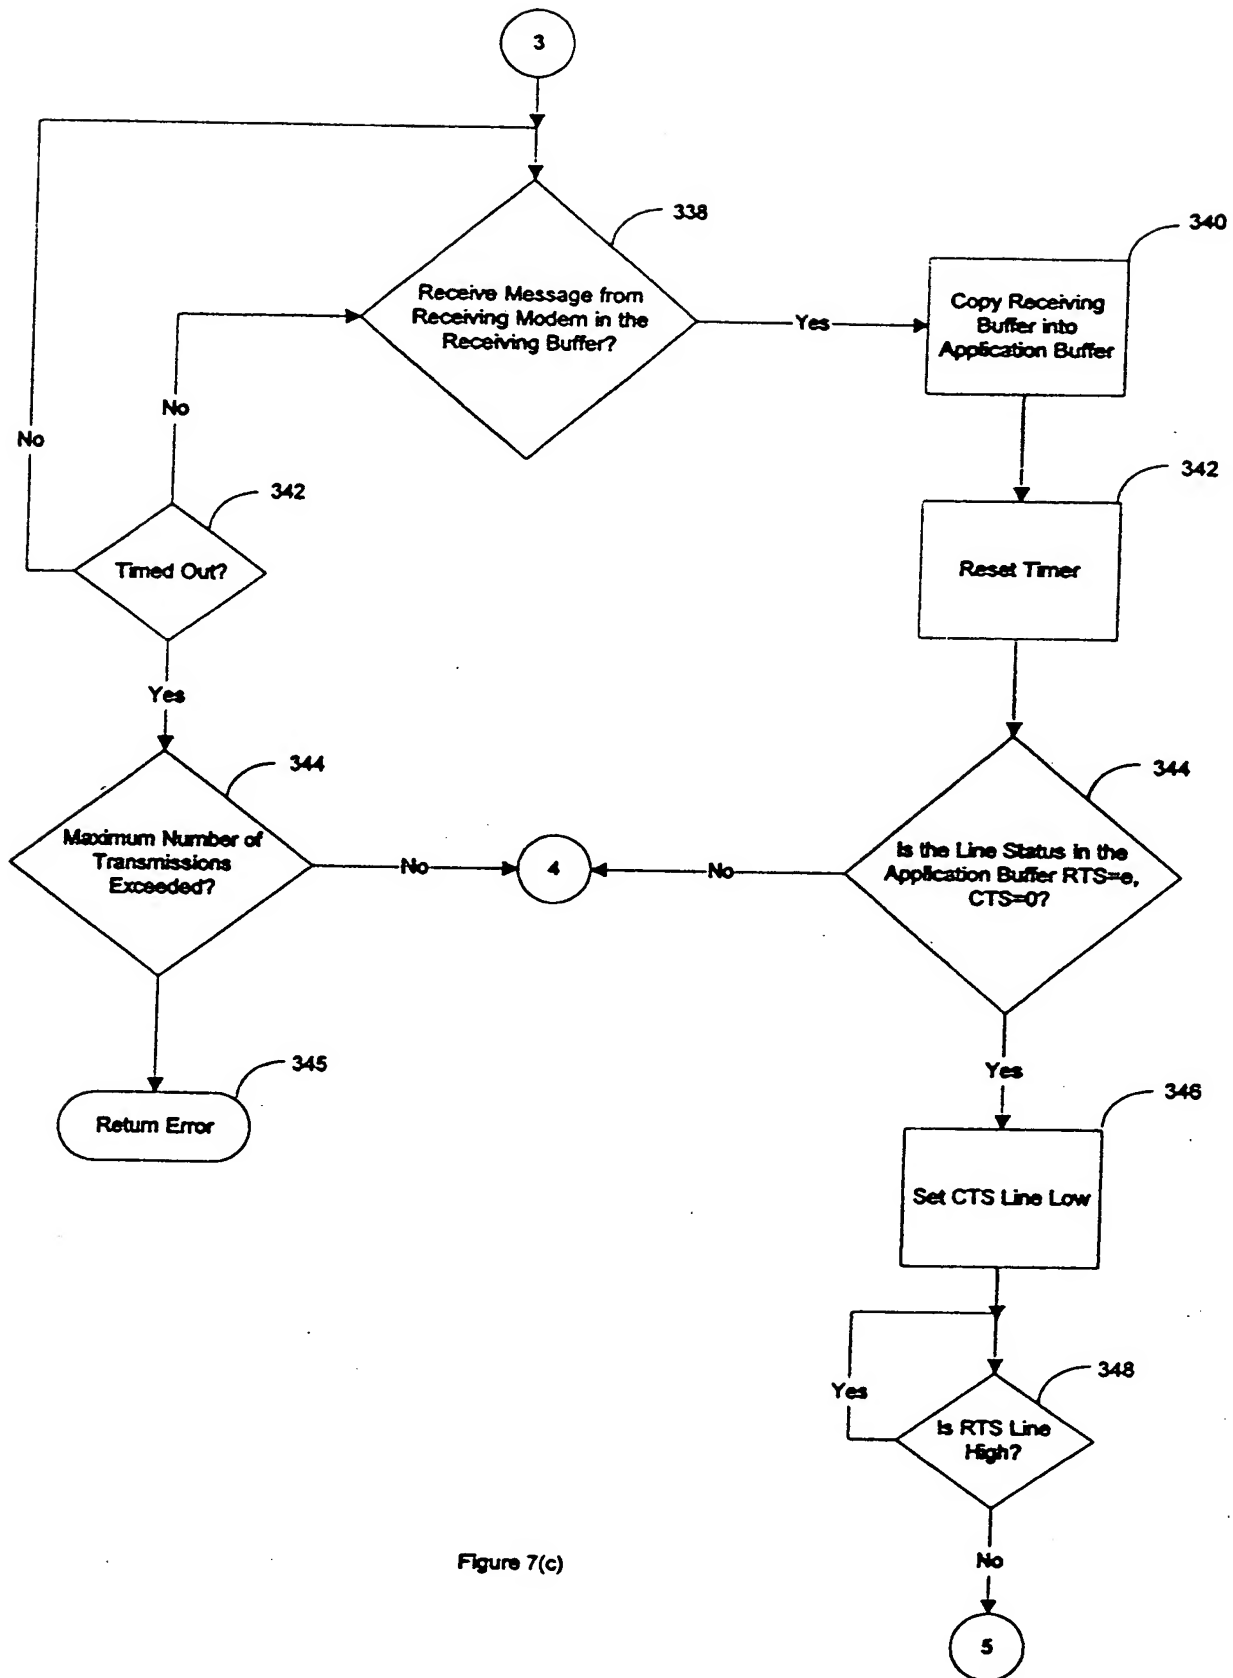 3
338
Receive Message from
Receiving Modem in the
Receiving Buffer?
Yes
340
Copy Receiving
Buffer into
Application Buffer
No
No
342
Timed Out?
342
Reset Timer
Yes
344
Maximum Number of
Transmissions
Exceeded?
No
4
No
344
Is the Line Status in the
Application Buffer RTS=e,
CTS=0?
345
Return Error
Yes
346
Set CTS Line Low
Yes
348
Is RTS Line
High?
No
5
Figure 7(c)